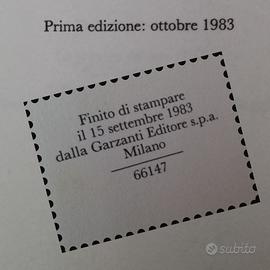 Prima edizione: ottobre 1983
Finito di stampare
il 15 settembre 1983
dalla Garzanti Editore s.p.a.
Milano
66147
subito